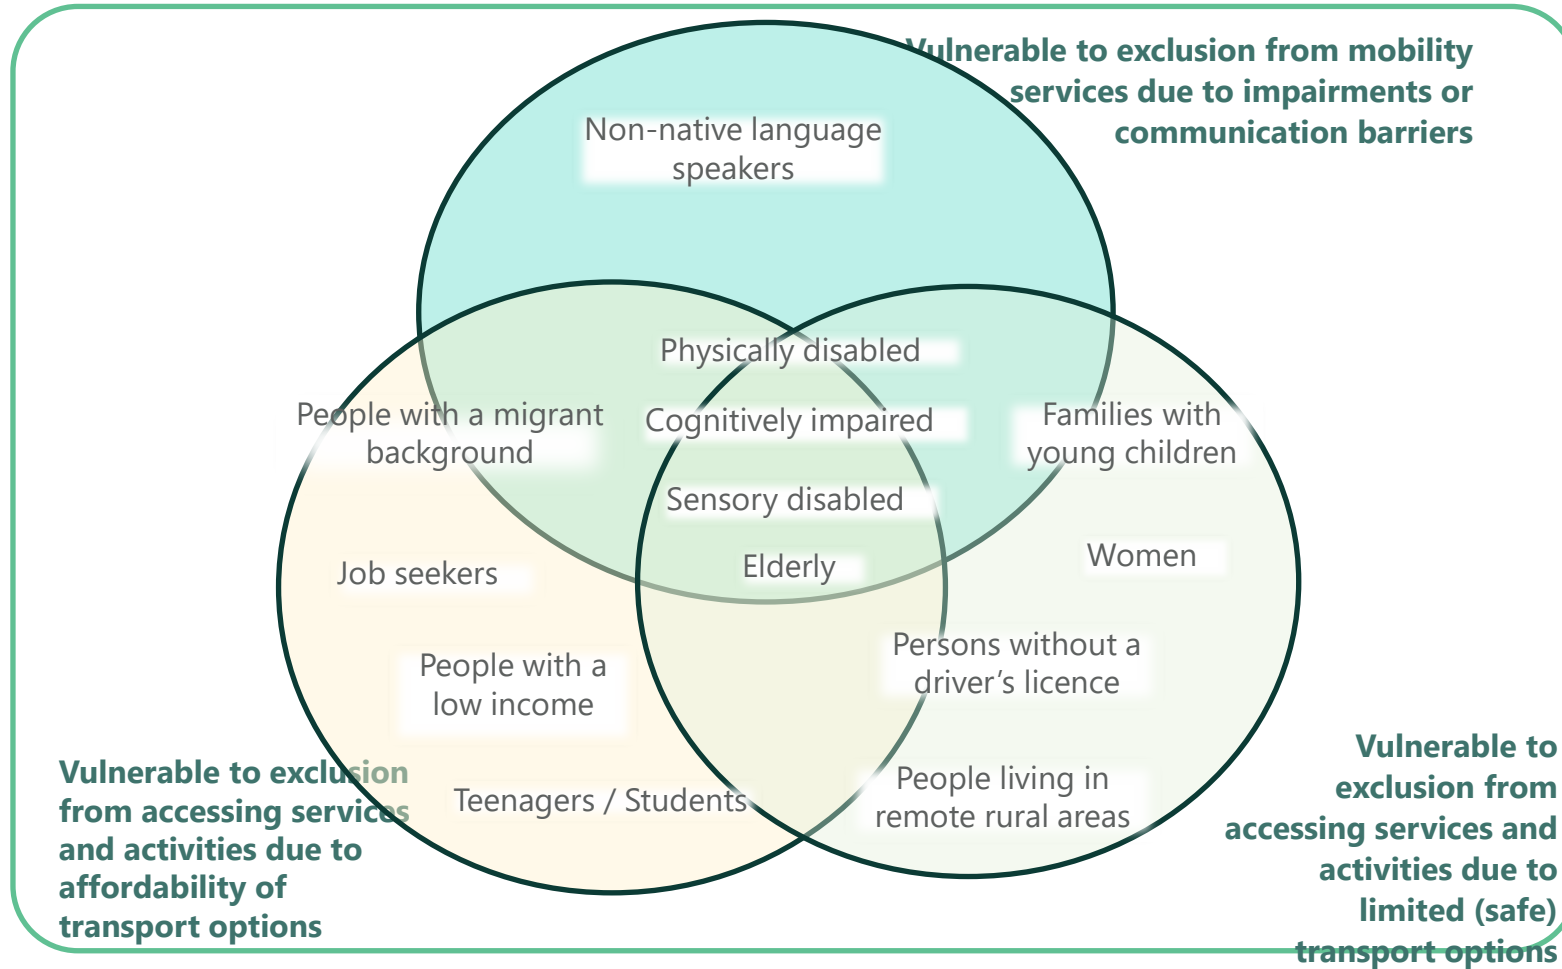 Vulnerable to exclusion from mobility
services due to impairments or
communication barriers
Non-native language
speakers
Physically disabled
People with a migrant
background
Cognitively impaired
Families with
young children
Sensory disabled
Elderly
Women
Job seekers
Persons without a
driver’s licence
People with a
low income
People living in
remote rural areas
Teenagers / Students
Vulnerable to exclusion
from accessing services
and activities due to
affordability of
transport options
Vulnerable to
exclusion from
accessing services and
activities due to
limited (safe)
transport options